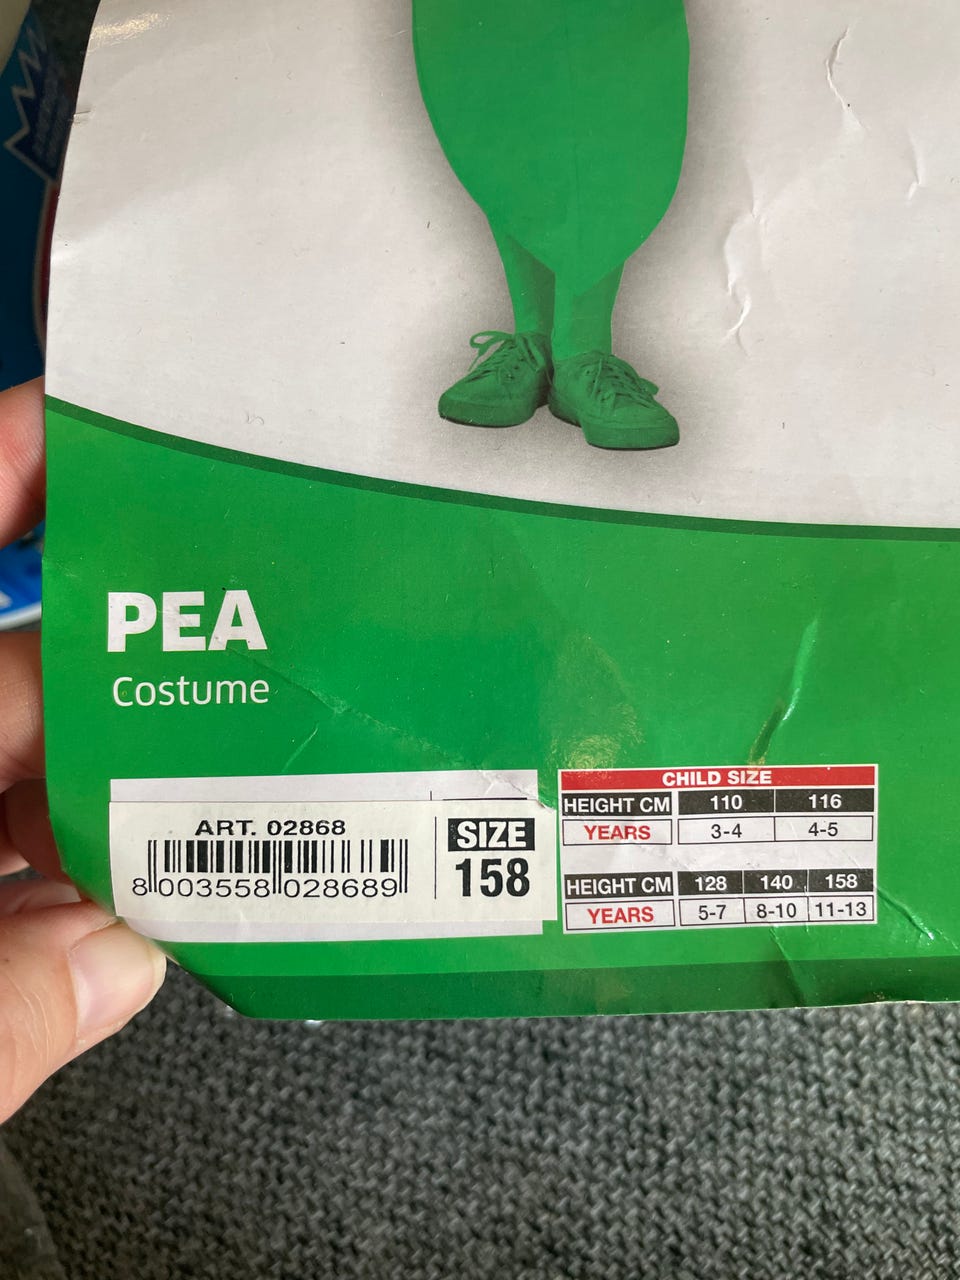 PEA
Costume
ART. 02868
8 003558 028689
SIZE
158
CHILD SIZE
HEIGHT CM 110 116
YEARS 3-4 4-5
HEIGHT CM 128 140 158
YEARS 5-7 8-10 11-13